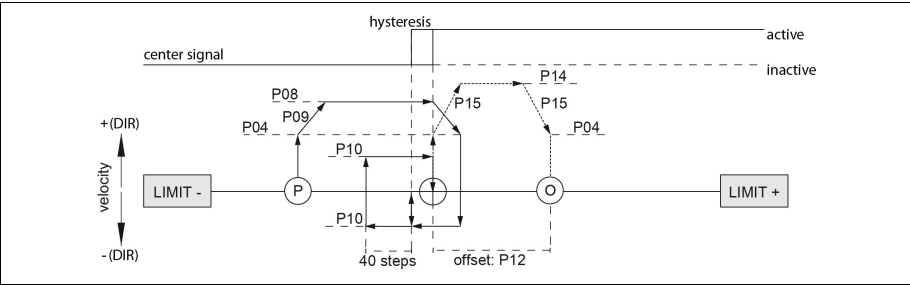 hysteresis
active
center signal
inactive
P14
P08
P15
P15
P09
+(DIR)
P04
P04
P10
velocity
LIMIT -
P
O
LIMIT +
P10
-(DIR)
40 steps
offset: P12